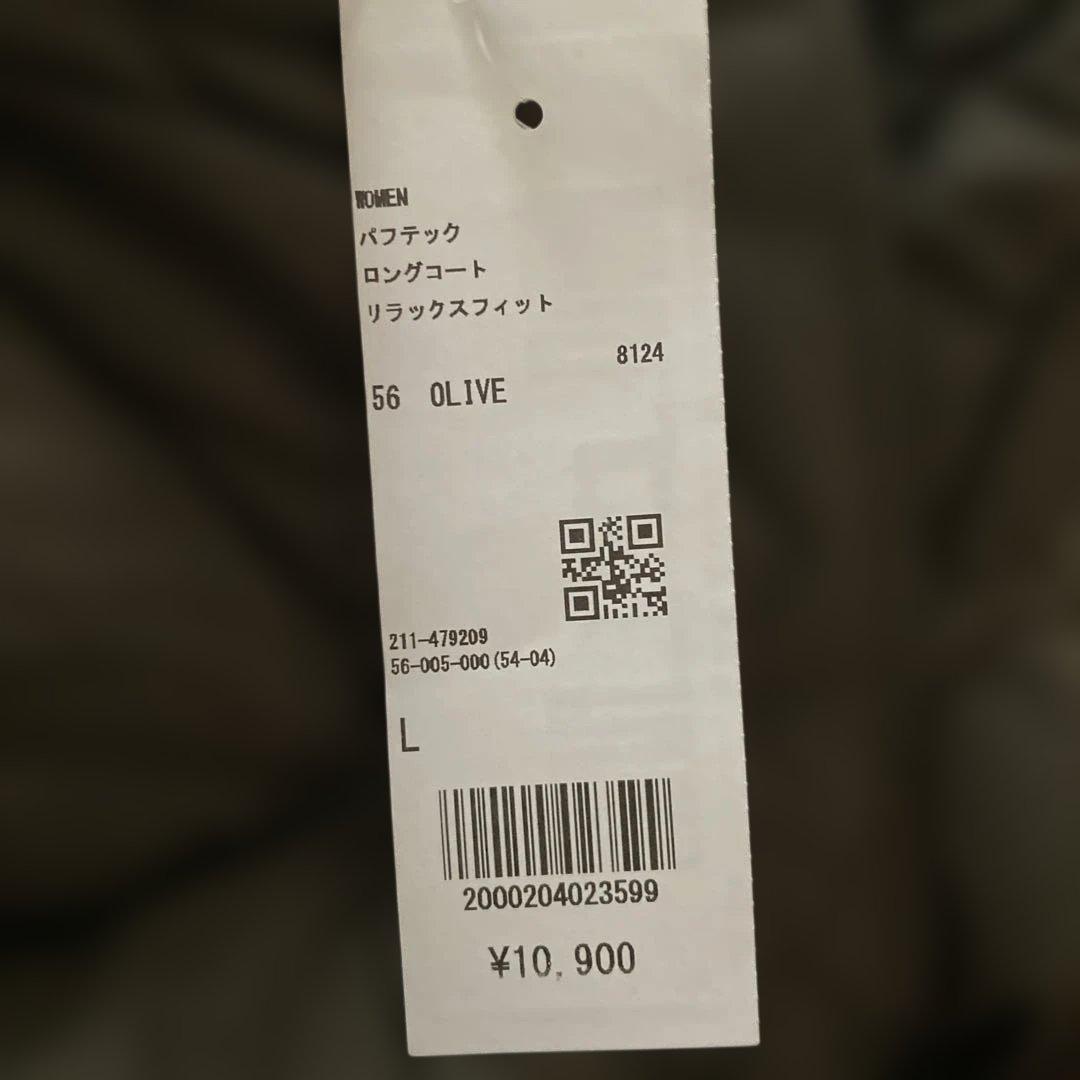 WOMEN
パフテック
ロングコート
リラックスフィット
8124
56 OLIVE
211-479209
56-005-000(54-04)
L
2000204023599
¥10,900